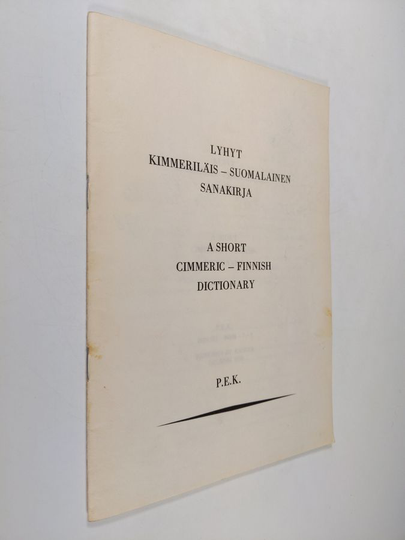 LYHYT
KIMMERILÄIS – SUOMALAINEN
SANAKIRJA
A SHORT
CIMMERIC – FINNISH
DICTIONARY
P.E.K.